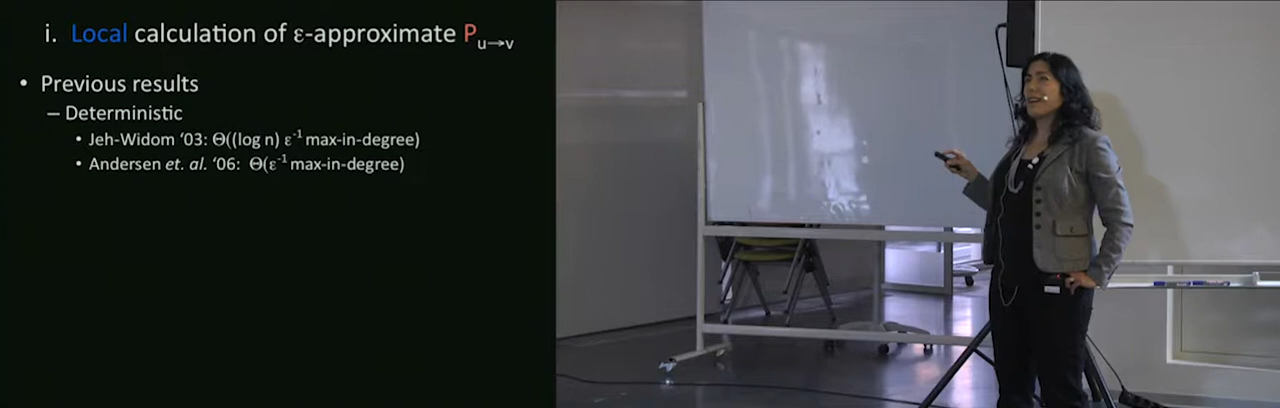 i. Local calculation of ε-approximate P_{u→v}
• Previous results
– Deterministic
• Jeh-Widom ‘03: Θ((log n) ε⁻¹ max-in-degree)
• Andersen et. al. ‘06: Θ(ε⁻¹ max-in-degree)